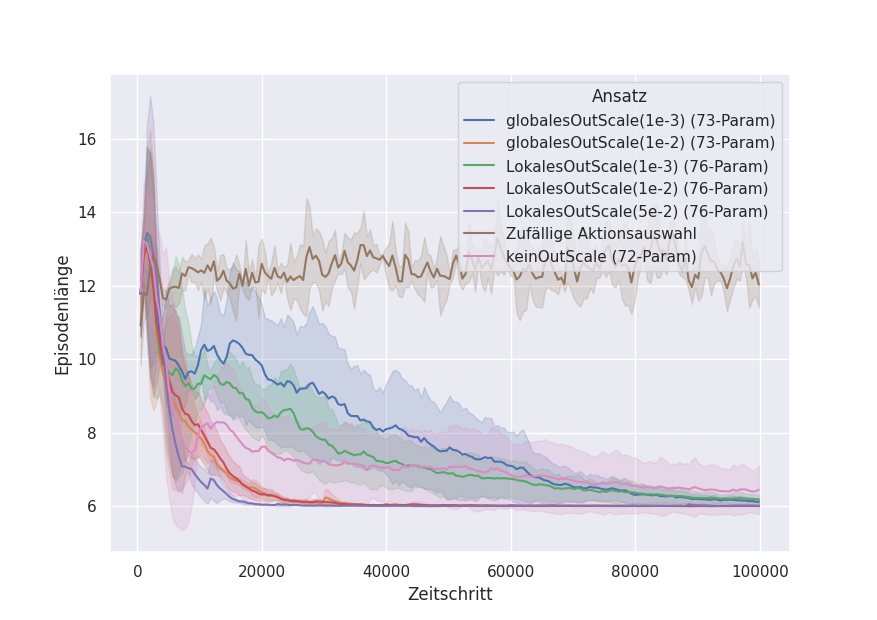 Ansatz
globalesOutScale(1e-3) (73-Param)
globalesOutScale(1e-2) (73-Param)
LokalesOutScale(1e-3) (76-Param)
LokalesOutScale(1e-2) (76-Param)
LokalesOutScale(5e-2) (76-Param)
Zufällige Aktionsauswahl
keinOutScale (72-Param)
Episodenlänge
16
14
12
10
8
6
0 20000 40000 60000 80000 100000
Zeitschritt